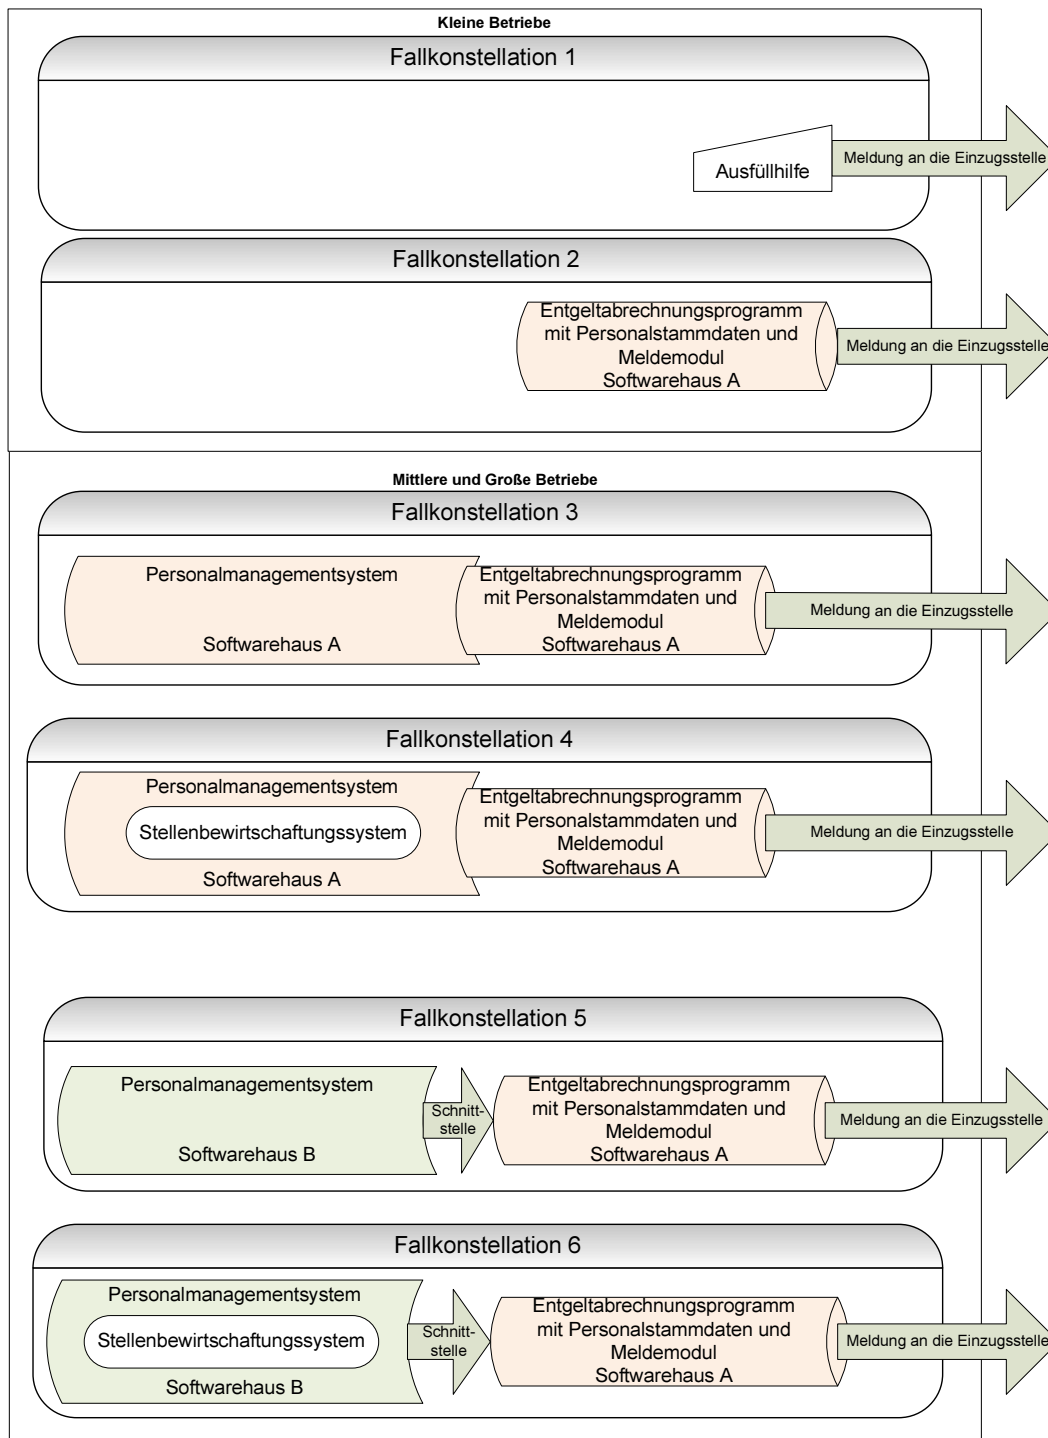 Kleine Betriebe
Fallkonstellation 1
Ausfüllhilfe
Meldung an die Einzugsstelle
Fallkonstellation 2
Entgeltabrechnungsprogramm
mit Personalstammdaten und
Meldemodul
Softwarehaus A
Meldung an die Einzugsstelle
Mittlere und Große Betriebe
Fallkonstellation 3
Personalmanagementsystem
Softwarehaus A
Entgeltabrechnungsprogramm
mit Personalstammdaten und
Meldemodul
Softwarehaus A
Meldung an die Einzugsstelle
Fallkonstellation 4
Personalmanagementsystem
Stellenbewirtschaftungssystem
Softwarehaus A
Entgeltabrechnungsprogramm
mit Personalstammdaten und
Meldemodul
Softwarehaus A
Meldung an die Einzugsstelle
Fallkonstellation 5
Personalmanagementsystem
Softwarehaus B
Schnitt-
stelle
Entgeltabrechnungsprogramm
mit Personalstammdaten und
Meldemodul
Softwarehaus A
Meldung an die Einzugsstelle
Fallkonstellation 6
Personalmanagementsystem
Stellenbewirtschaftungssystem
Softwarehaus B
Schnitt-
stelle
Entgeltabrechnungsprogramm
mit Personalstammdaten und
Meldemodul
Softwarehaus A
Meldung an die Einzugsstelle